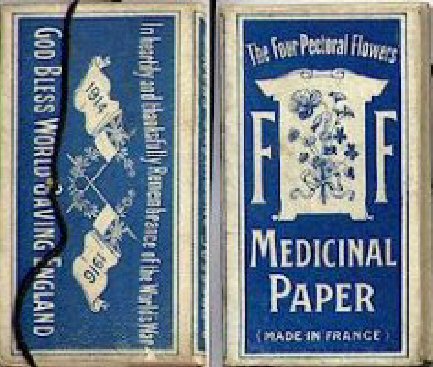 In heartily and thankfully Remembrance of the World's War
1914
1916
GOD BLESS WORLD SAVING ENGLAND
The Four Pectoral Flowers
F F
MEDICINAL
PAPER
(MADE IN FRANCE)